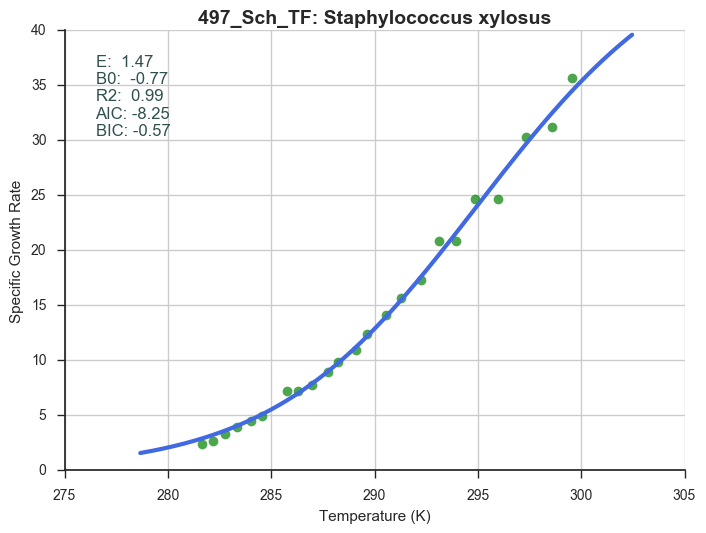 497_Sch_TF: Staphylococcus xylosus
E:  1.47
B0:  -0.77
R2:  0.99
AIC: -8.25
BIC: -0.57
Specific Growth Rate
40
35
30
25
20
15
10
5
0
275 280 285 290 295 300 305
Temperature (K)